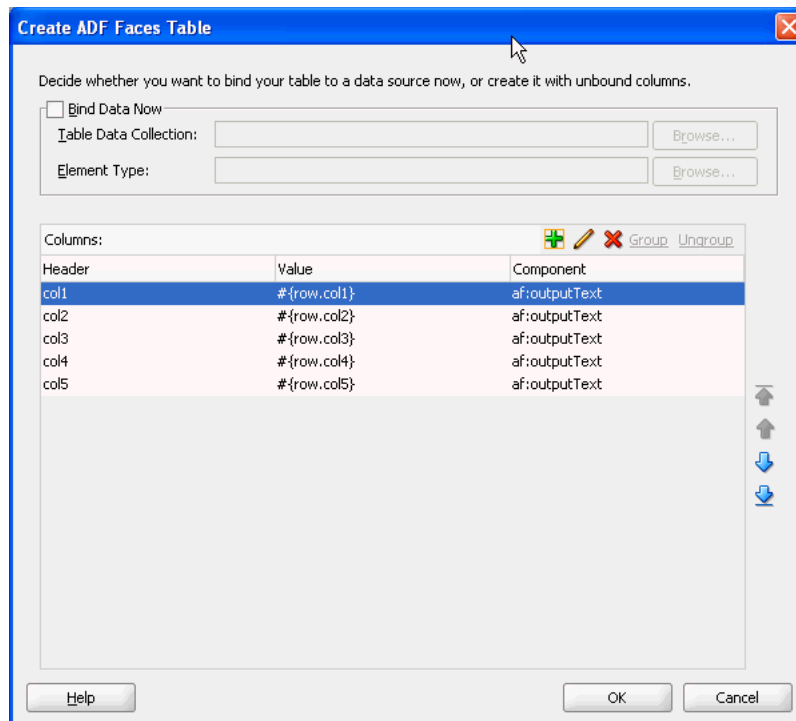 Create ADF Faces Table
Decide whether you want to bind your table to a data source now, or create it with unbound columns.
Bind Data Now
Table Data Collection: Browse...
Element Type: Browse...
Columns: Group Ungroup
Header Value Component
col1 #{row.col1} af:outputText
col2 #{row.col2} af:outputText
col3 #{row.col3} af:outputText
col4 #{row.col4} af:outputText
col5 #{row.col5} af:outputText
Help OK Cancel